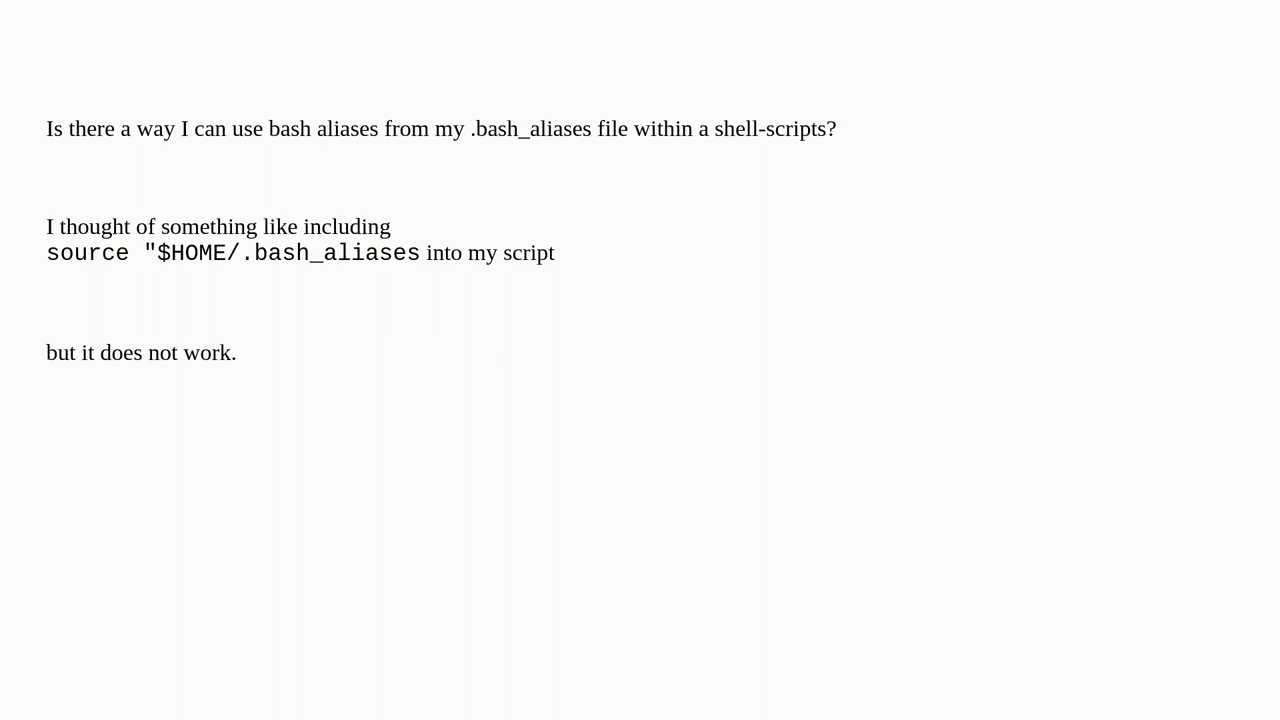 Is there a way I can use bash aliases from my .bash_aliases file within a shell-scripts?
I thought of something like including
source "$HOME/.bash_aliases into my script
but it does not work.